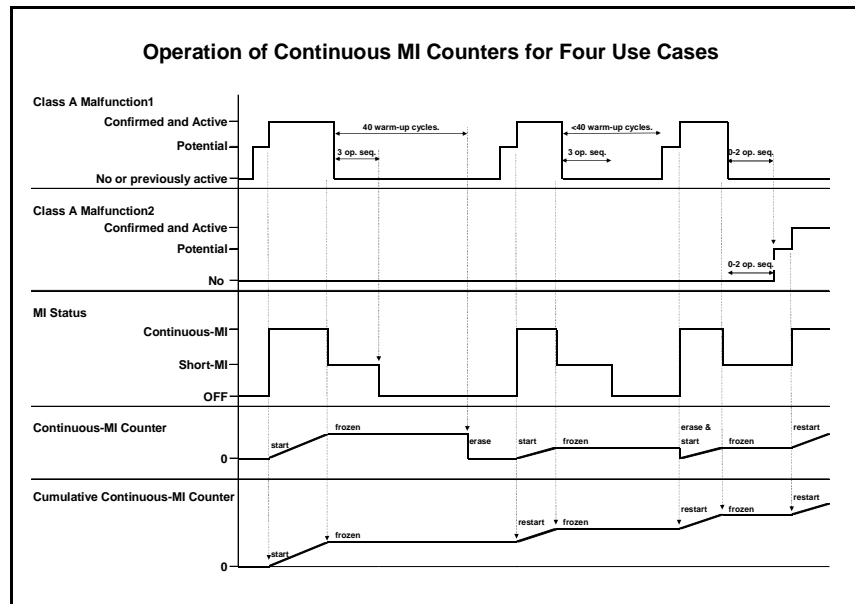 Operation of Continuous MI Counters for Four Use Cases
Class A Malfunction1
Confirmed and Active
40 warm-up cycles.
<40 warm-up cycles.
Potential
3 op. seq.
3 op. seq.
0-2 op. seq.
No or previously active
Class A Malfunction2
Confirmed and Active
Potential
0-2 op. seq.
No
MI Status
Continuous-MI
Short-MI
OFF
Continuous-MI Counter
start
frozen
erase
start
frozen
erase &
start
frozen
restart
0
Cumulative Continuous-MI Counter
start
frozen
restart
frozen
restart
frozen
restart
0